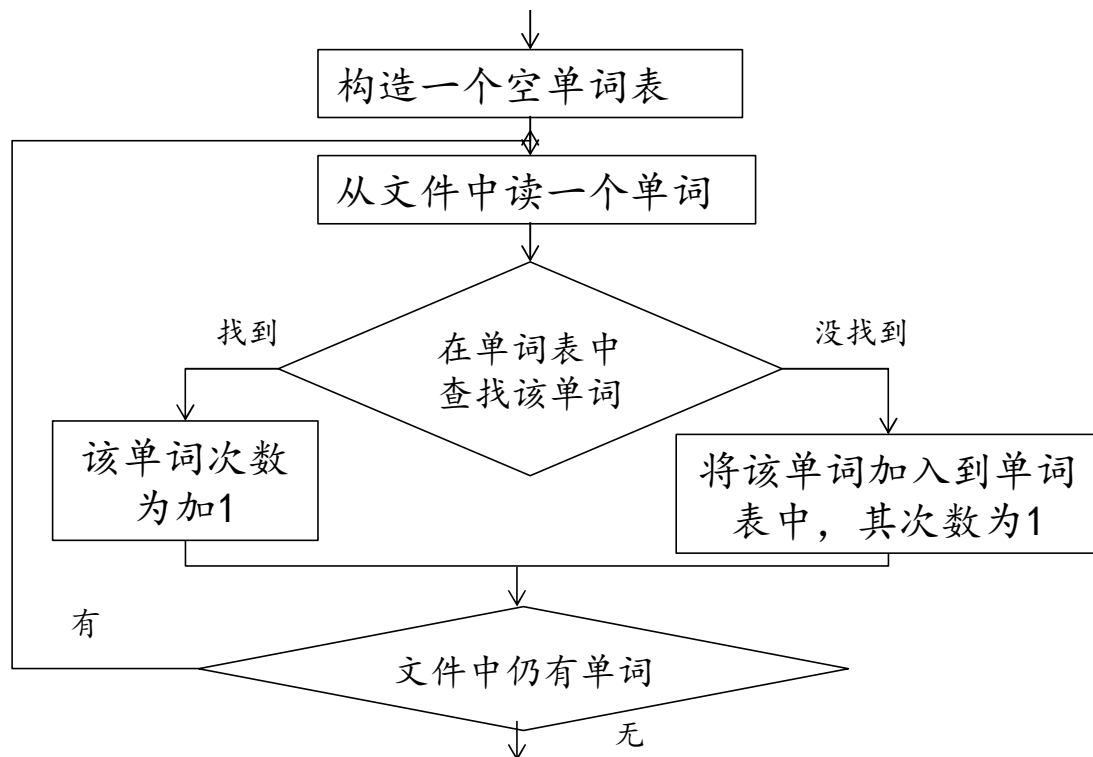 构造一个空单词表
从文件中读一个单词
找到
没找到
在单词表中
查找该单词
该单词次数
为加1
将该单词加入到单词
表中，其次数为1
有
文件中仍有单词
无